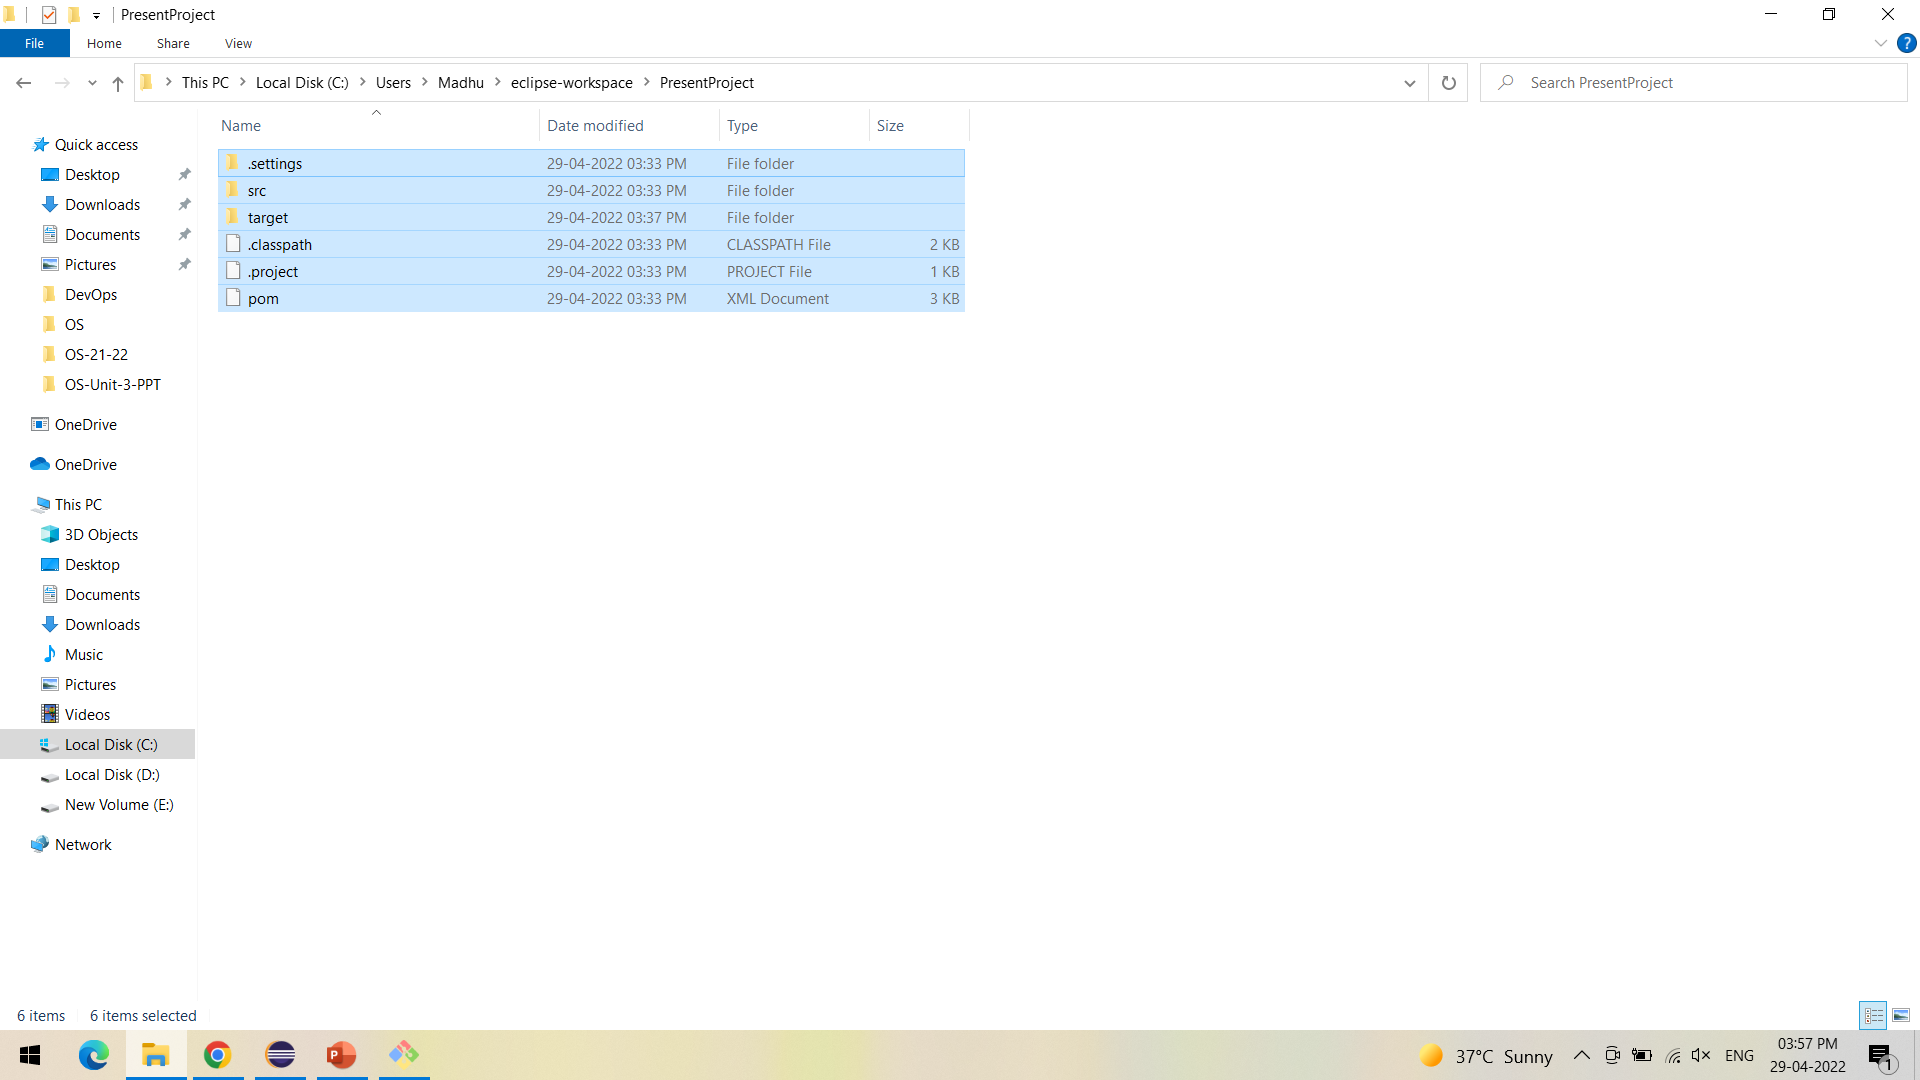 PresentProject
File Home Share View
This PC Local Disk (C:) Users Madhu eclipse-workspace PresentProject
Search PresentProject
Name Date modified Type Size
.settings 29-04-2022 03:33 PM File folder
src 29-04-2022 03:33 PM File folder
target 29-04-2022 03:37 PM File folder
.classpath 29-04-2022 03:33 PM CLASSPATH File 2 KB
.project 29-04-2022 03:33 PM PROJECT File 1 KB
pom 29-04-2022 03:33 PM XML Document 3 KB
Quick access
Desktop
Downloads
Documents
Pictures
DevOps
OS
OS-21-22
OS-Unit-3-PPT
OneDrive
OneDrive
This PC
3D Objects
Desktop
Documents
Downloads
Music
Pictures
Videos
Local Disk (C:)
Local Disk (D:)
New Volume (E:)
Network
6 items 6 items selected
37°C Sunny ENG
03:57 PM
29-04-2022
1